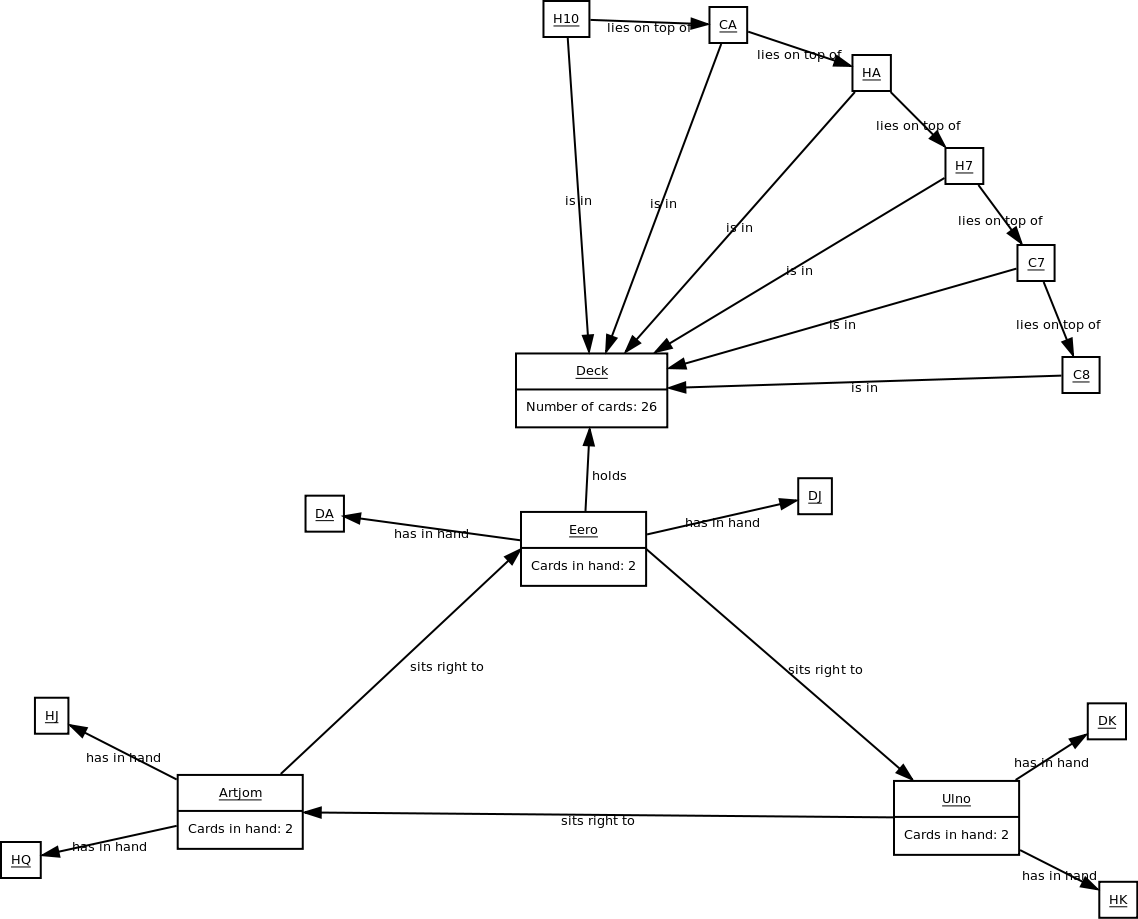 H10
lies on top of
CA
lies on top of
HA
lies on top of
H7
lies on top of
C7
lies on top of
C8
is in
is in
is in
is in
is in
is in
Deck
Number of cards: 26
holds
DA
has in hand
Eero
Cards in hand: 2
has in hand
DJ
sits right to
sits right to
HJ
has in hand
Artjom
Cards in hand: 2
has in hand
HQ
sits right to
Ulno
Cards in hand: 2
has in hand
DK
has in hand
HK